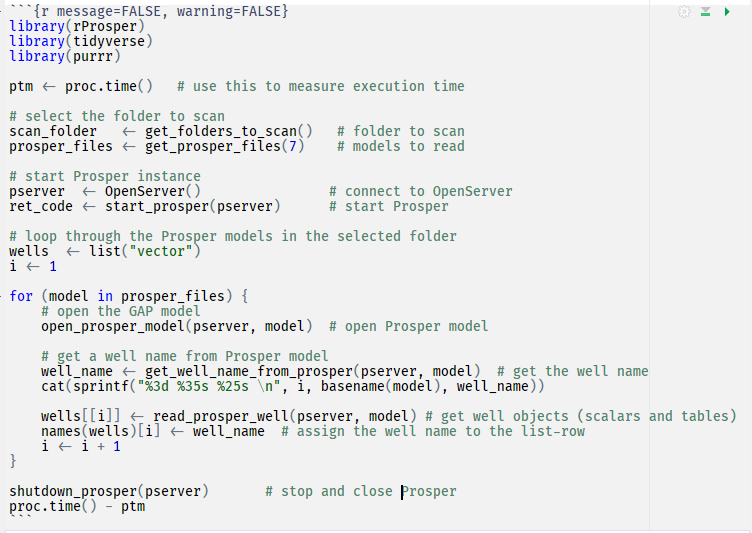 ```{r message=FALSE, warning=FALSE}
library(rProsper)
library(tidyverse)
library(purrr)
ptm <- proc.time()   # use this to measure execution time
# select the folder to scan
scan_folder   <- get_folders_to_scan()   # folder to scan
prosper_files <- get_prosper_files(7)    # models to read
# start Prosper instance
pserver  <- OpenServer()                # connect to OpenServer
ret_code <- start_prosper(pserver)      # start Prosper
# loop through the Prosper models in the selected folder
wells  <- list("vector")
i <- 1
for (model in prosper_files) {
    # open the GAP model
    open_prosper_model(pserver, model)  # open Prosper model
    # get a well name from Prosper model
    well_name <- get_well_name_from_prosper(pserver, model)  # get the well name
    cat(sprintf("%3d %35s %25s \n", i, basename(model), well_name))
    wells[[i]] <- read_prosper_well(pserver, model) # get well objects (scalars and tables)
    names(wells)[i] <- well_name  # assign the well name to the list-row
    i <- i + 1
}
shutdown_prosper(pserver)       # stop and close Prosper
proc.time() - ptm
```